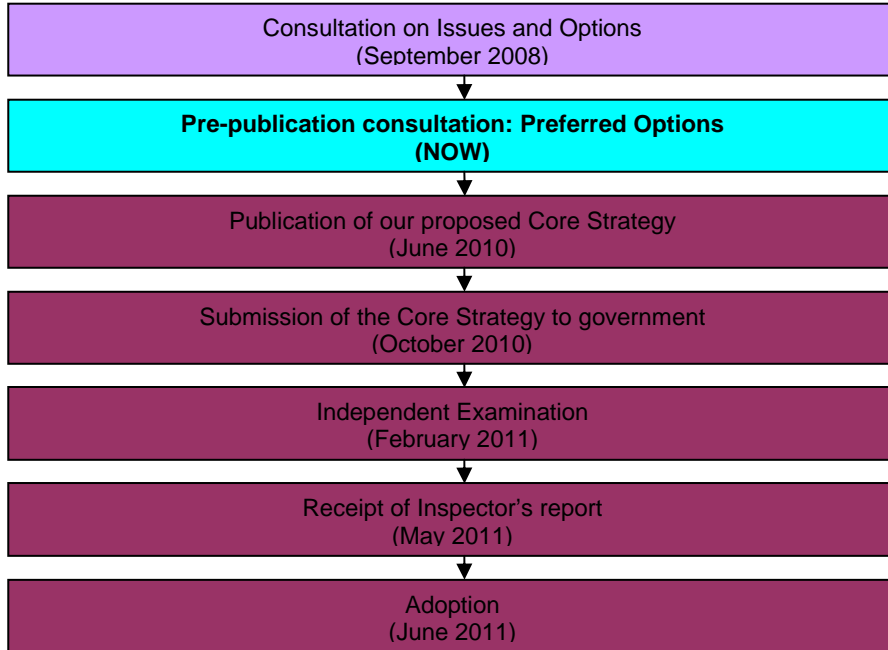 Consultation on Issues and Options
(September 2008)
Pre-publication consultation: Preferred Options
(NOW)
Publication of our proposed Core Strategy
(June 2010)
Submission of the Core Strategy to government
(October 2010)
Independent Examination
(February 2011)
Receipt of Inspector’s report
(May 2011)
Adoption
(June 2011)